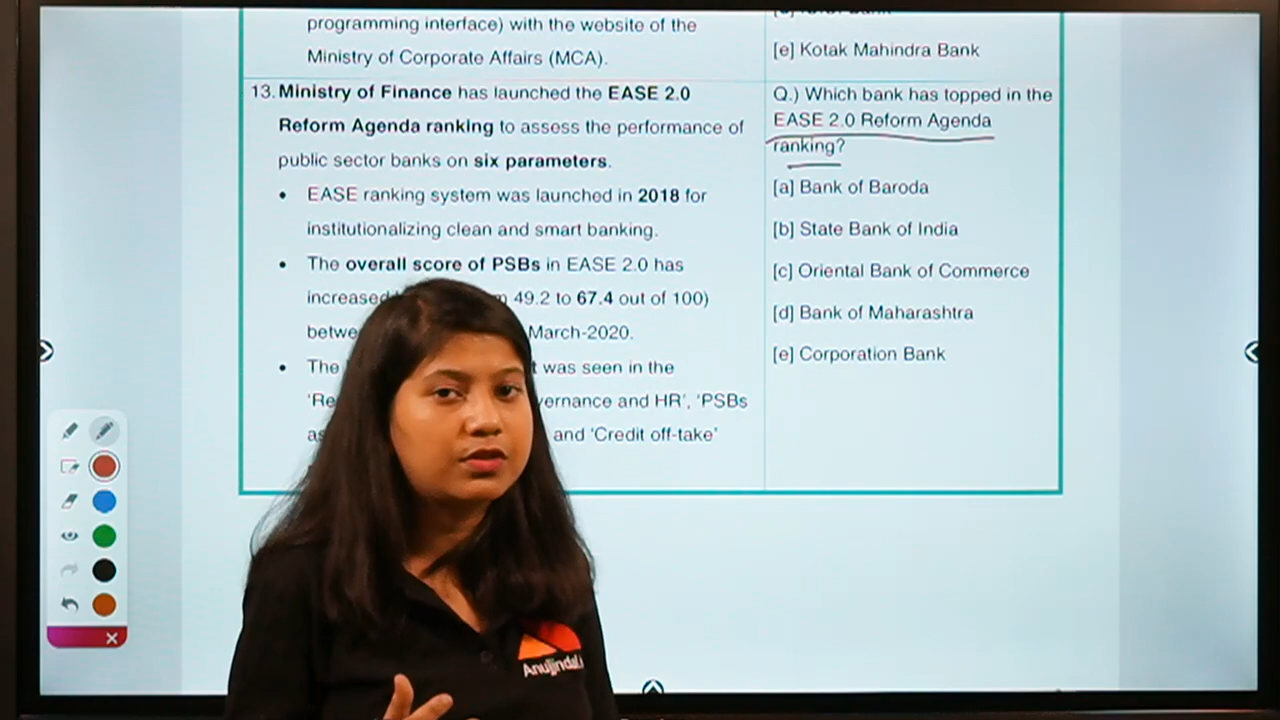 programming interface) with the website of the
Ministry of Corporate Affairs (MCA).
[e] Kotak Mahindra Bank
13. Ministry of Finance has launched the EASE 2.0
Reform Agenda ranking to assess the performance of
public sector banks on six parameters.
• EASE ranking system was launched in 2018 for
institutionalizing clean and smart banking.
• The overall score of PSBs in EASE 2.0 has
increased 49.2 to 67.4 out of 100)
March-2020.
• The was seen in the
and HR’, ‘PSBs
and ‘Credit off-take’
Q.) Which bank has topped in the
EASE 2.0 Reform Agenda
ranking?
[a] Bank of Baroda
[b] State Bank of India
[c] Oriental Bank of Commerce
[d] Bank of Maharashtra
[e] Corporation Bank